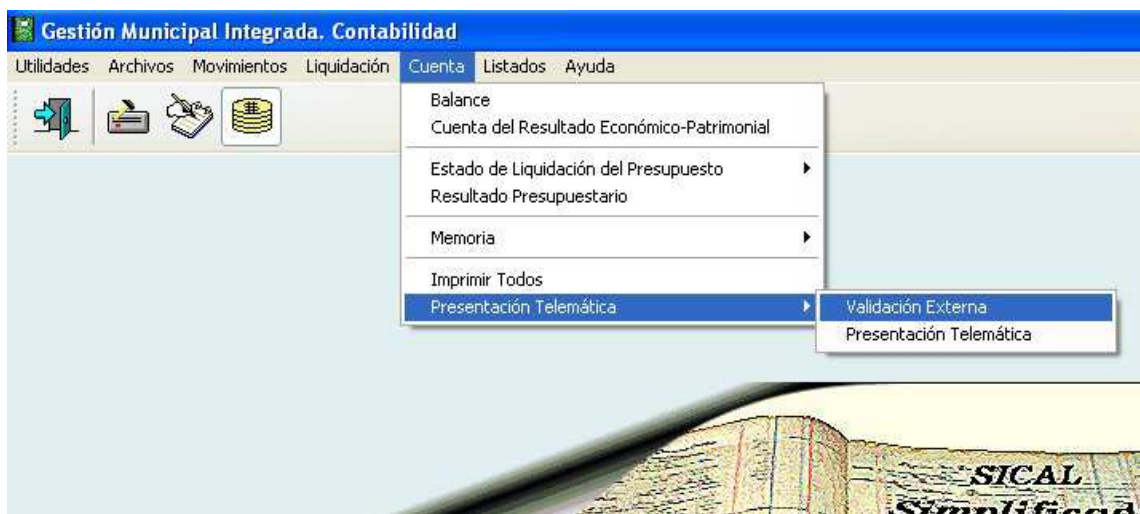 Gestión Municipal Integrada. Contabilidad
Utilidades Archivos Movimientos Liquidación Cuenta Listados Ayuda
Balance
Cuenta del Resultado Económico-Patrimonial
Estado de Liquidación del Presupuesto
Resultado Presupuestario
Memoria
Imprimir Todos
Presentación Telemática
Validación Externa
Presentación Telemática
SICAL